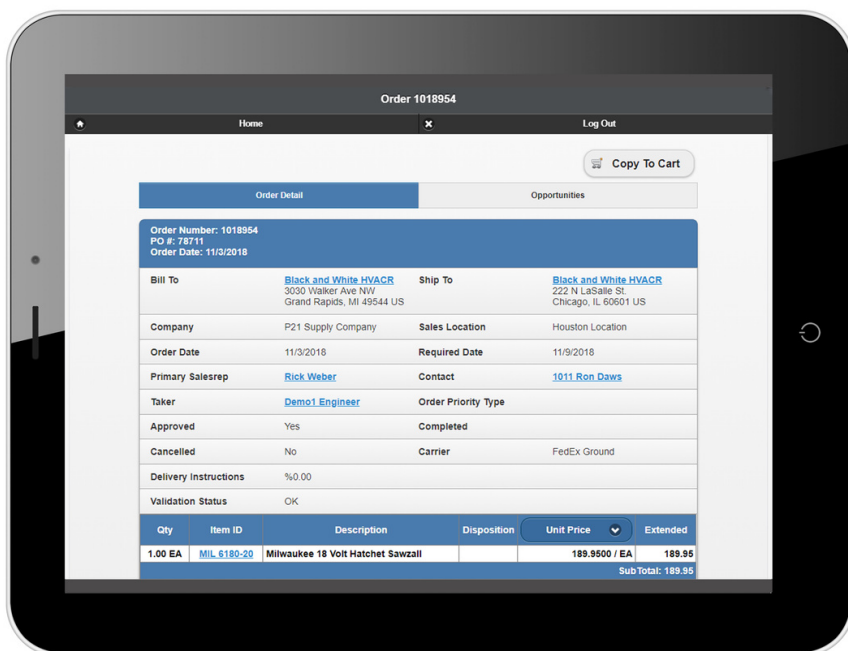 Order 1018954
Home
Log Out
Copy To Cart
Order Detail
Opportunities
Order Number: 1018954
PO #: 78711
Order Date: 11/3/2018
Bill To
Black and White HVACR
3030 Walker Ave NW
Grand Rapids, MI 49544 US
Ship To
Black and White HVACR
222 N LaSalle St.
Chicago, IL 60601 US
Company P21 Supply Company Sales Location Houston Location
Order Date 11/3/2018 Required Date 11/9/2018
Primary Salesrep Rick Weber Contact 1011 Ron Daws
Taker Demo1 Engineer Order Priority Type
Approved Yes Completed
Cancelled No Carrier FedEx Ground
Delivery Instructions %0.00
Validation Status OK
Qty Item ID Description Disposition Unit Price Extended
1.00 EA MIL 6180-20 Milwaukee 18 Volt Hatchet Sawzall 189.9500 / EA 189.95
SubTotal: 189.95